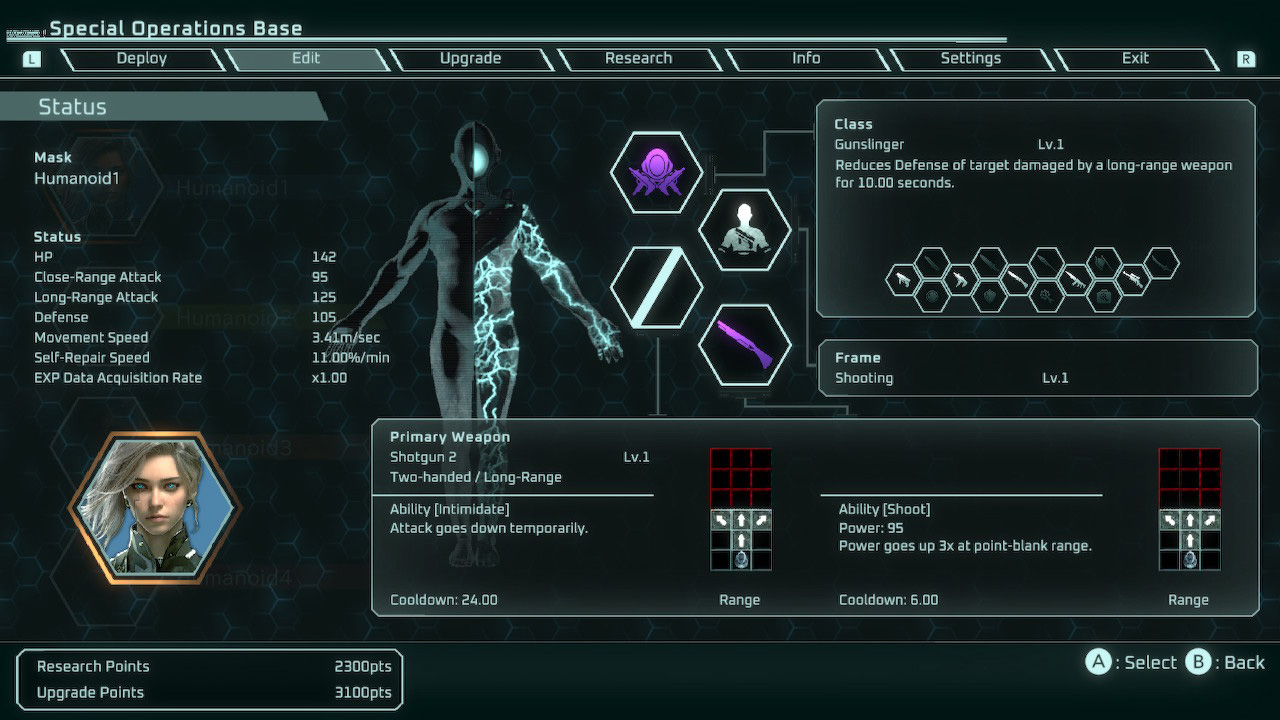 Special Operations Base
L
Deploy
Edit
Upgrade
Research
Info
Settings
Exit
R
Status
Mask
Humanoid1
Humanoid1
Status
HP 142
Close-Range Attack 95
Long-Range Attack 125
Defense 105
Humanoid2
Movement Speed 3.41m/sec
Self-Repair Speed 11.00%/min
EXP Data Acquisition Rate x1.00
Humanoid3
Humanoid4
Class
Gunslinger Lv.1
Reduces Defense of target damaged by a long-range weapon
for 10.00 seconds.
Frame
Shooting Lv.1
Primary Weapon
Shotgun 2 Lv.1
Two-handed / Long-Range
Ability [Intimidate]
Attack goes down temporarily.
Cooldown: 24.00
Range
Ability [Shoot]
Power: 95
Power goes up 3x at point-blank range.
Cooldown: 6.00
Range
Research Points 2300pts
Upgrade Points 3100pts
A : Select B : Back